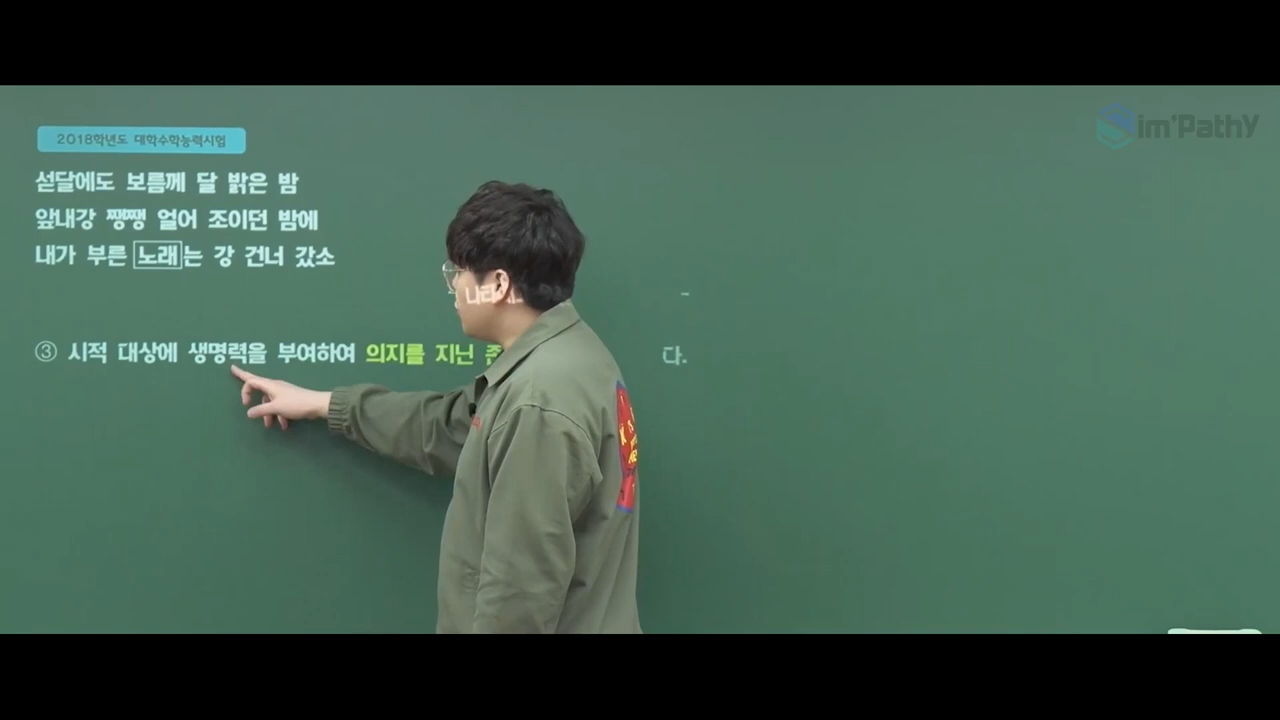 2018학년도 대학수학능력시험
섣달에도 보름께 달 밝은 밤
앞내강 쨍쨍 얼어 조이던 밤에
내가 부른 노래는 강 건너 갔소
③ 시적 대상에 생명력을 부여하여 의지를 지닌 다.
im'PathY